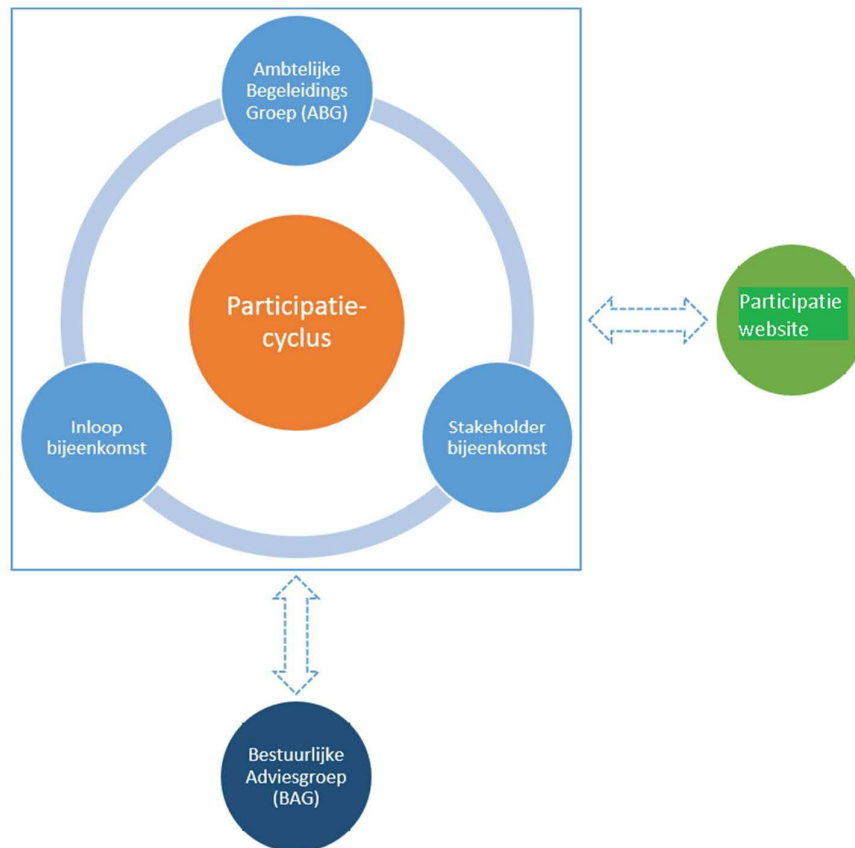 Ambtelijke
Begeleidings
Groep (ABG)
Participatie-
cyclus
Participatie
website
Inloop
bijeenkomst
Stakeholder
bijeenkomst
Bestuurlijke
Adviesgroep
(BAG)